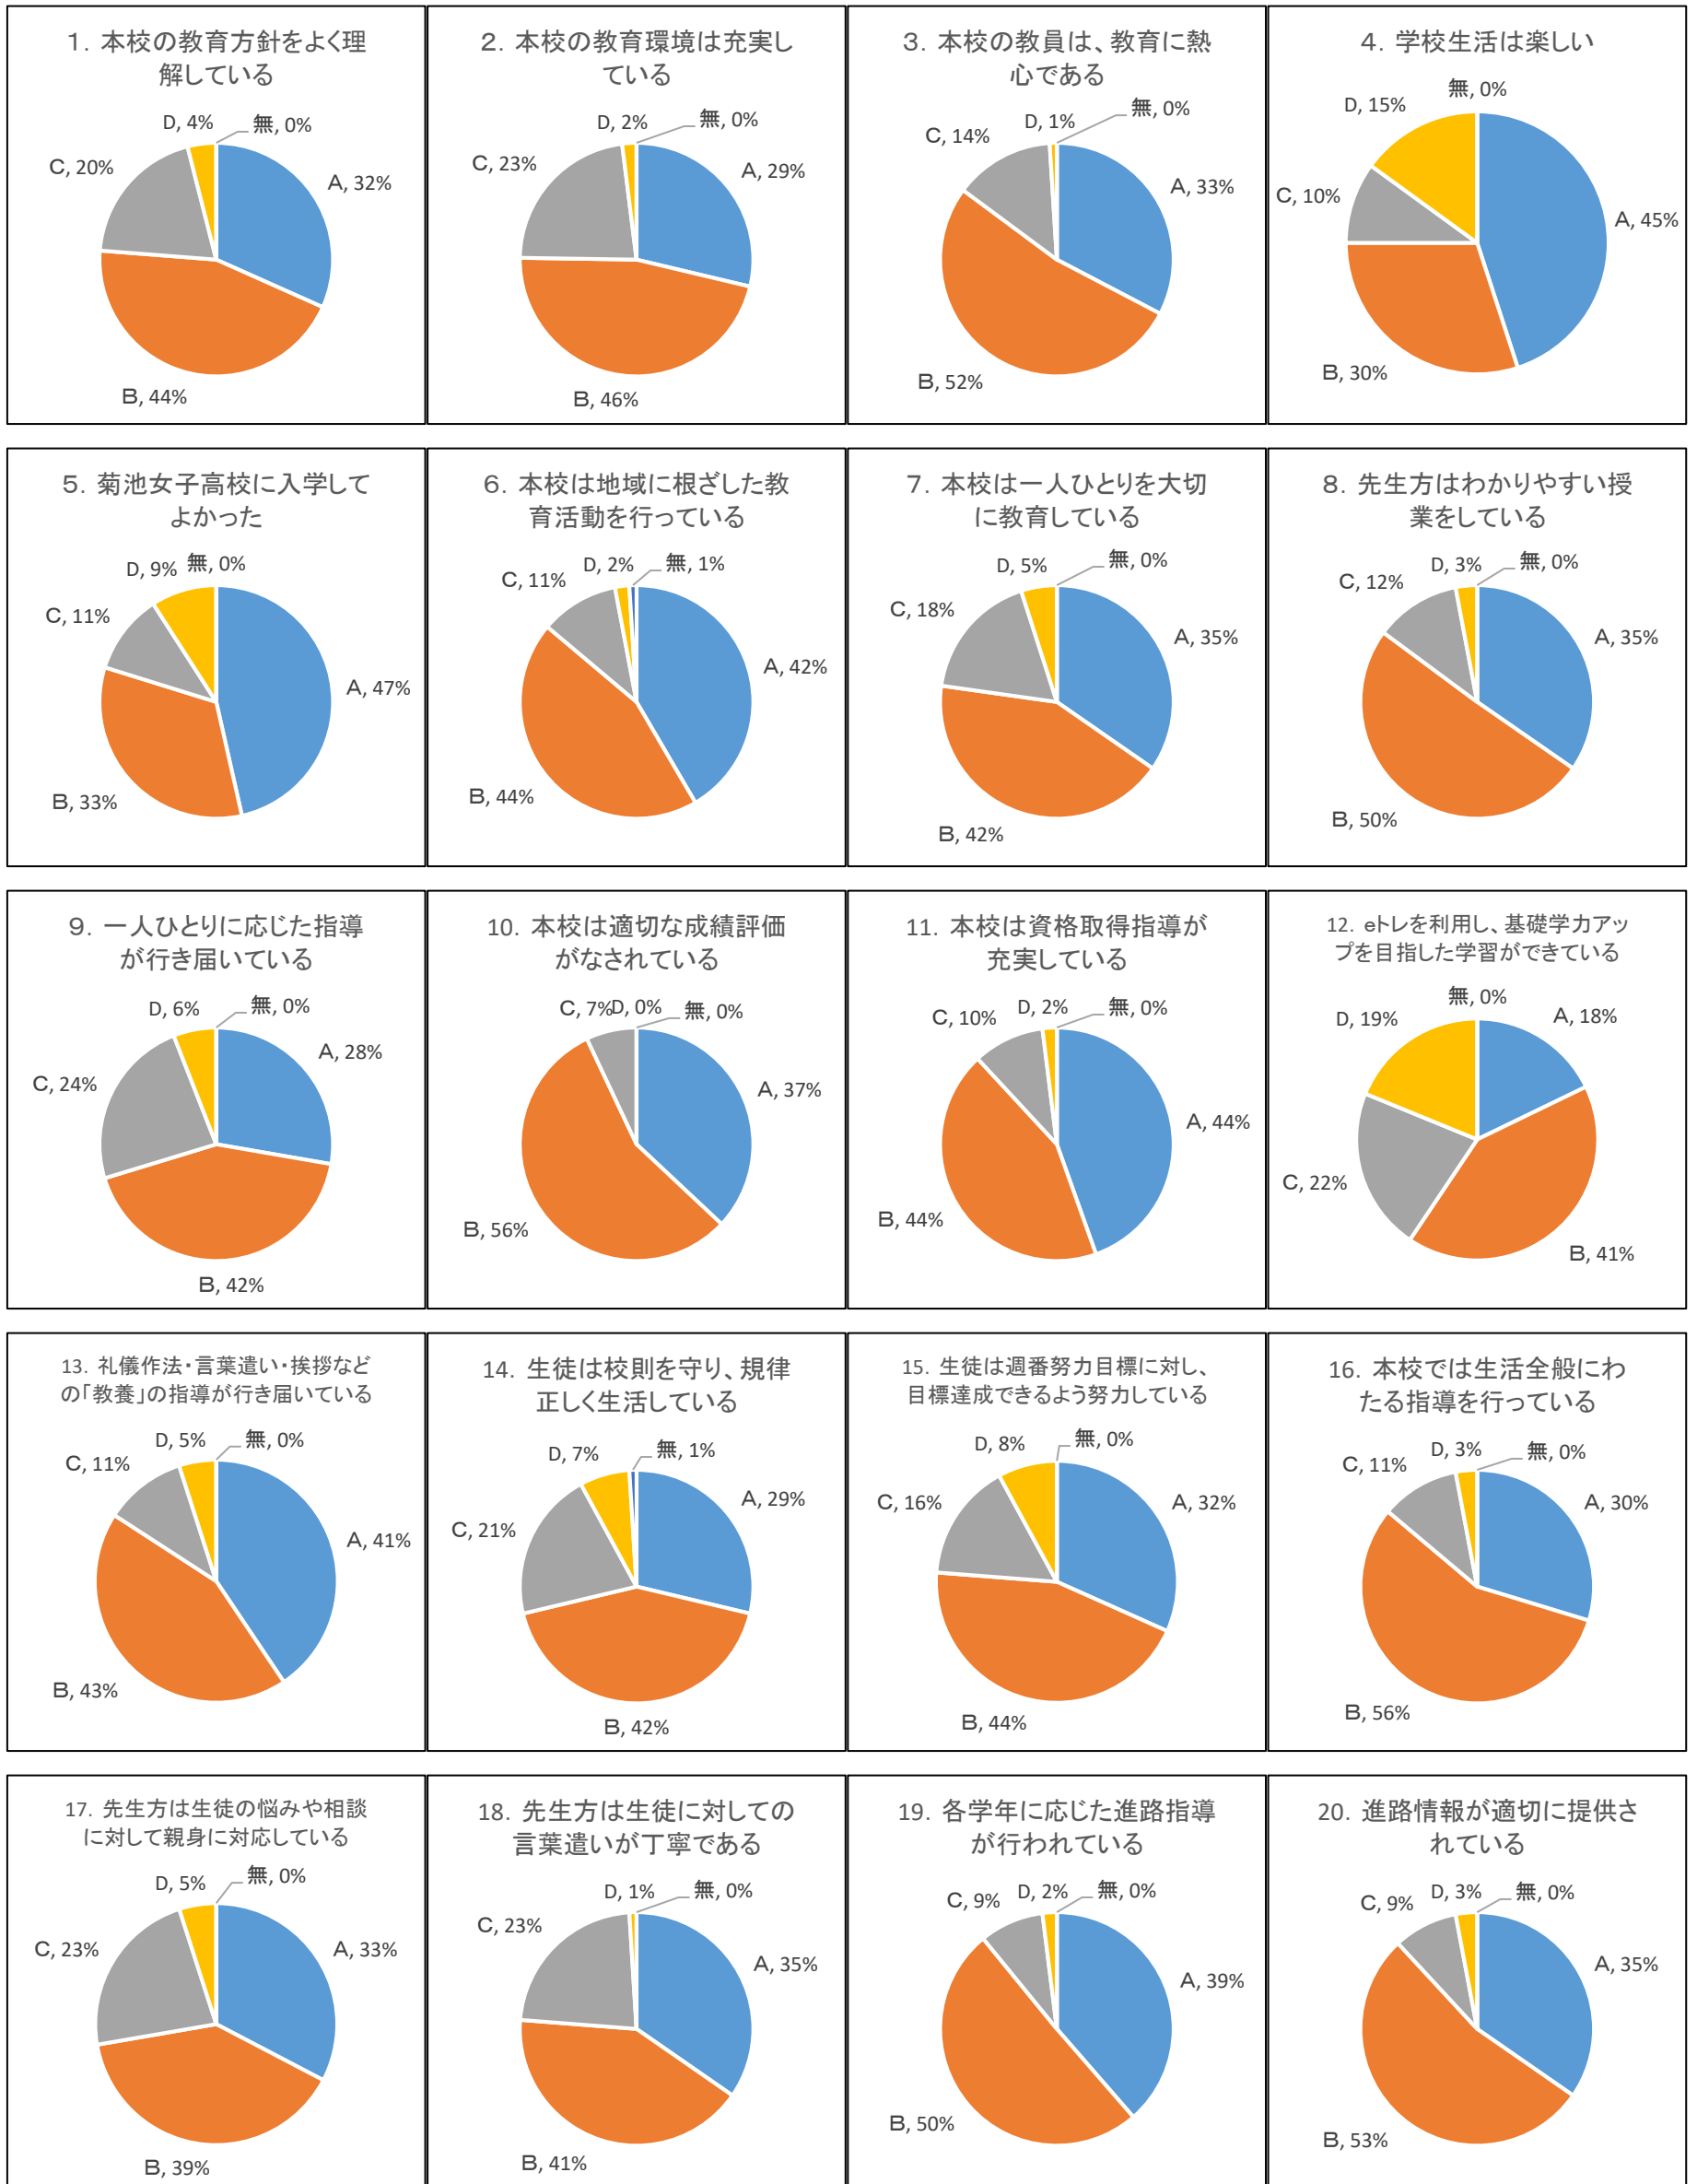 1. 本校の教育方針をよく理
解している
D, 4%
無, 0%
C, 20%
A, 32%
B, 44%
2. 本校の教育環境は充実し
ている
D, 2%
無, 0%
C, 23%
A, 29%
B, 46%
3. 本校の教員は、教育に熱
心である
C, 14%
D, 1%
無, 0%
A, 33%
B, 52%
4. 学校生活は楽しい
無, 0%
D, 15%
C, 10%
A, 45%
B, 30%
5. 菊池女子高校に入学して
よかった
D, 9%
無, 0%
C, 11%
A, 47%
B, 33%
6. 本校は地域に根ざした教
育活動を行っている
C, 11%
D, 2%
無, 1%
A, 42%
B, 44%
7. 本校は一人ひとりを大切
に教育している
D, 5%
無, 0%
C, 18%
A, 35%
B, 42%
8. 先生方はわかりやすい授
業をしている
C, 12%
D, 3%
無, 0%
A, 35%
B, 50%
9. 一人ひとりに応じた指導
が行き届いている
D, 6%
無, 0%
C, 24%
A, 28%
B, 42%
10. 本校は適切な成績評価
がなされている
C, 7%
D, 0%
無, 0%
A, 37%
B, 56%
11. 本校は資格取得指導が
充実している
C, 10%
D, 2%
無, 0%
A, 44%
B, 44%
12. eトレを利用し、基礎学力アッ
プを目指した学習ができている
無, 0%
D, 19%
A, 18%
C, 22%
B, 41%
13. 礼儀作法・言葉遣い・挨拶など
の「教養」の指導が行き届いている
D, 5%
無, 0%
C, 11%
A, 41%
B, 43%
14. 生徒は校則を守り、規律
正しく生活している
D, 7%
無, 1%
A, 29%
C, 21%
B, 42%
15. 生徒は週番努力目標に対し、
目標達成できるよう努力している
D, 8%
無, 0%
C, 16%
A, 32%
B, 44%
16. 本校では生活全般にわ
たる指導を行っている
C, 11%
D, 3%
無, 0%
A, 30%
B, 56%
17. 先生方は生徒の悩みや相談
に対して親身に対応している
D, 5%
無, 0%
C, 23%
A, 33%
B, 39%
18. 先生方は生徒に対しての
言葉遣いが丁寧である
D, 1%
無, 0%
C, 23%
A, 35%
B, 41%
19. 各学年に応じた進路指導
が行われている
C, 9%
D, 2%
無, 0%
A, 39%
B, 50%
20. 進路情報が適切に提供さ
れている
C, 9%
D, 3%
無, 0%
A, 35%
B, 53%